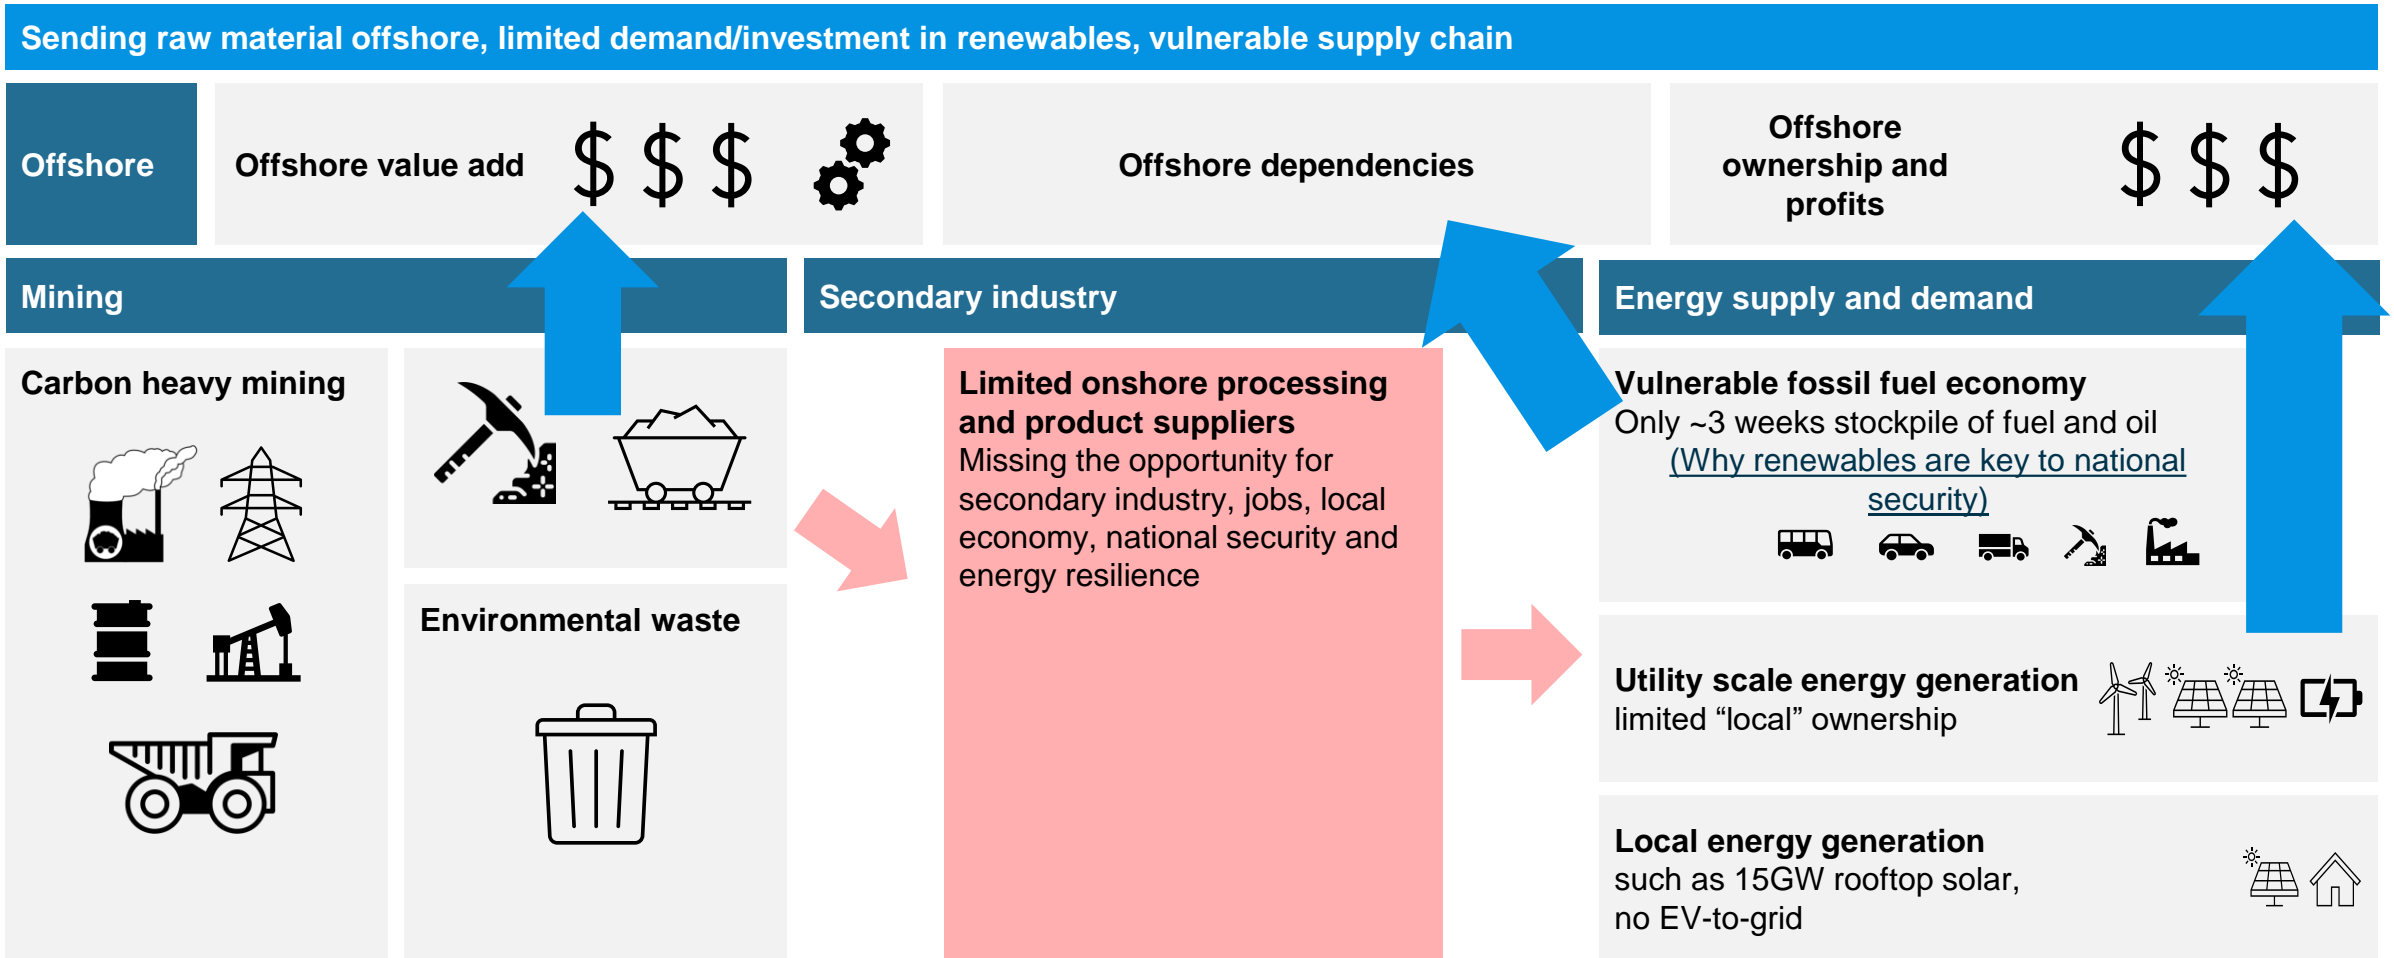 Sending raw material offshore, limited demand/investment in renewables, vulnerable supply chain
Offshore
Offshore value add
$ $ $
Offshore dependencies
Offshore
ownership and
profits
$ $ $
Mining
Secondary industry
Energy supply and demand
Carbon heavy mining
Environmental waste
Limited onshore processing
and product suppliers
Missing the opportunity for
secondary industry, jobs, local
economy, national security and
energy resilience
Vulnerable fossil fuel economy
Only ~3 weeks stockpile of fuel and oil
(Why renewables are key to national
security)
Utility scale energy generation
limited “local” ownership
Local energy generation
such as 15GW rooftop solar,
no EV-to-grid